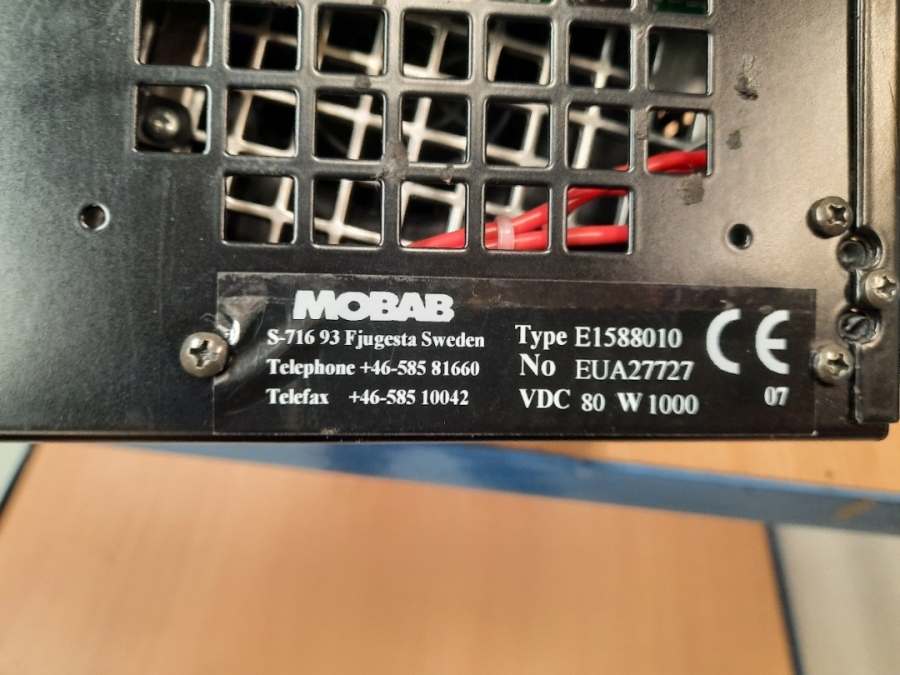 MOBAB
S-716 93 Fjugesta Sweden
Telephone +46-585 81660
Telefax +46-585 10042
Type E1588010
No EUA27727
VDC 80 W 1000
CE
07